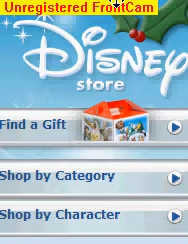 Unregistered FrontCam
Disney
store
Find a Gift
Shop by Category
Shop by Character